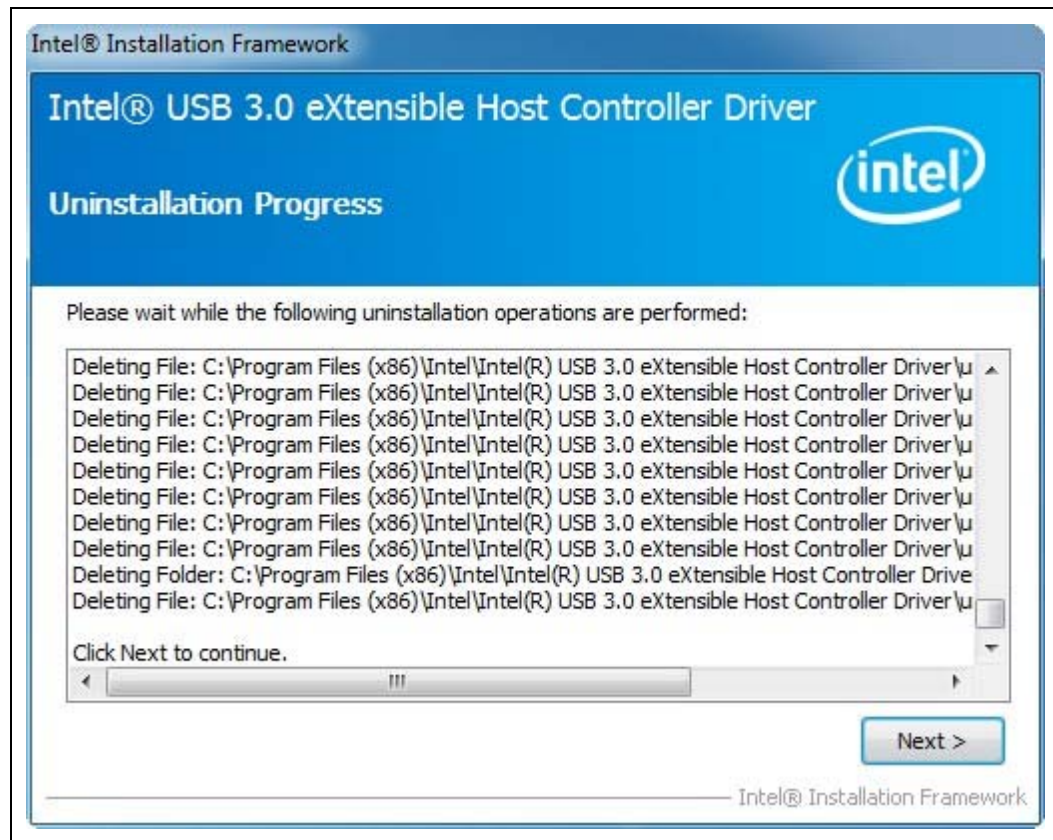 Intel® Installation Framework
Intel® USB 3.0 eXtensible Host Controller Driver
intel
Uninstallation Progress
Please wait while the following uninstallation operations are performed:
Deleting File: C:\Program Files (x86)\Intel\Intel(R) USB 3.0 eXtensible Host Controller Driver\u
Deleting File: C:\Program Files (x86)\Intel\Intel(R) USB 3.0 eXtensible Host Controller Driver\u
Deleting File: C:\Program Files (x86)\Intel\Intel(R) USB 3.0 eXtensible Host Controller Driver\u
Deleting File: C:\Program Files (x86)\Intel\Intel(R) USB 3.0 eXtensible Host Controller Driver\u
Deleting File: C:\Program Files (x86)\Intel\Intel(R) USB 3.0 eXtensible Host Controller Driver\u
Deleting File: C:\Program Files (x86)\Intel\Intel(R) USB 3.0 eXtensible Host Controller Driver\u
Deleting File: C:\Program Files (x86)\Intel\Intel(R) USB 3.0 eXtensible Host Controller Driver\u
Deleting File: C:\Program Files (x86)\Intel\Intel(R) USB 3.0 eXtensible Host Controller Driver\u
Deleting Folder: C:\Program Files (x86)\Intel\Intel(R) USB 3.0 eXtensible Host Controller Drive
Deleting File: C:\Program Files (x86)\Intel\Intel(R) USB 3.0 eXtensible Host Controller Driver\u
Click Next to continue.
Next >
Intel® Installation Framework